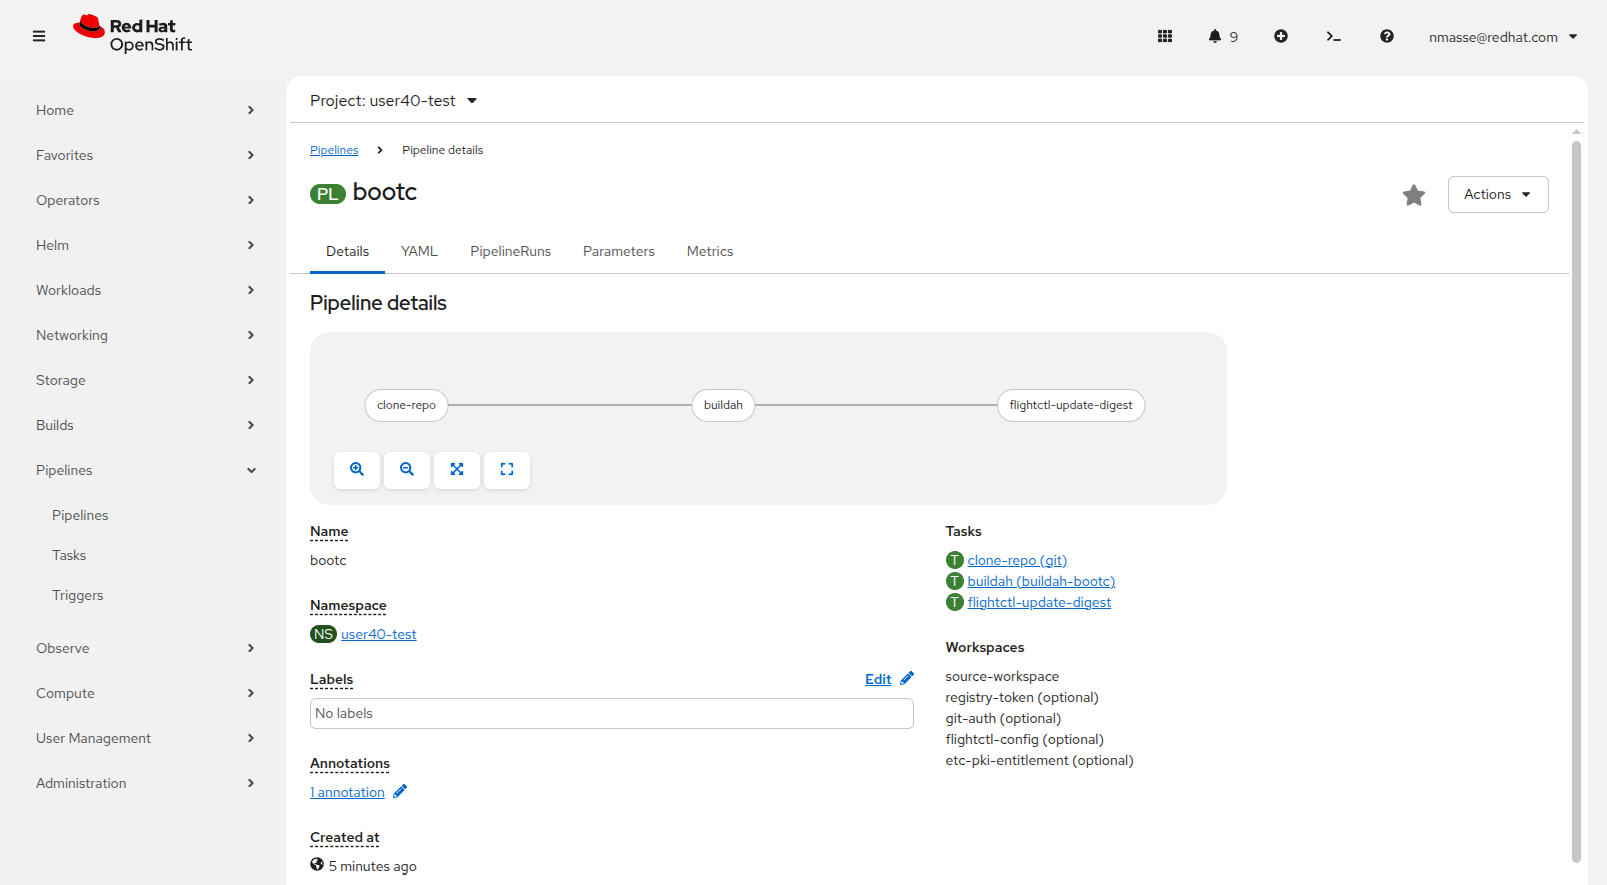 Red Hat
OpenShift
9
nmasse@redhat.com
Home
Favorites
Operators
Helm
Workloads
Networking
Storage
Builds
Pipelines
Pipelines
Tasks
Triggers
Observe
Compute
User Management
Administration
Project: user40-test
Pipelines
Pipeline details
PL bootc
Actions
Details YAML PipelineRuns Parameters Metrics
Pipeline details
clone-repo buildah flightctl-update-digest
Name
bootc
Namespace
NS user40-test
Labels
Edit
No labels
Annotations
1 annotation
Created at
5 minutes ago
Tasks
T clone-repo (git)
T buildah (buildah-bootc)
T flightctl-update-digest
Workspaces
source-workspace
registry-token (optional)
git-auth (optional)
flightctl-config (optional)
etc-pki-entitlement (optional)